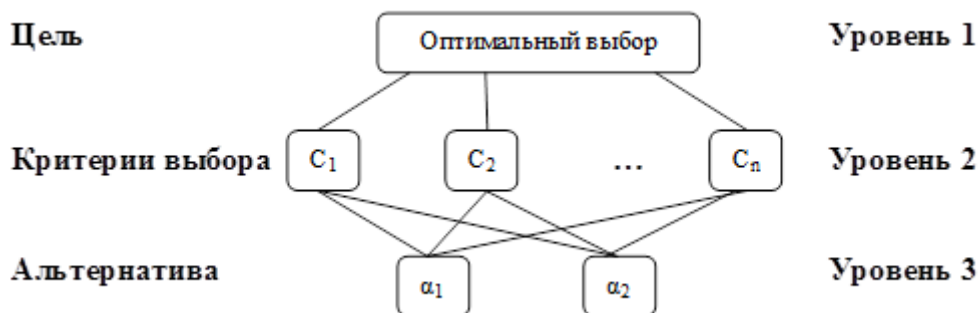 Цель Оптимальный выбор Уровень 1
Критерии выбора C1 C2 ... Cn Уровень 2
Альтернатива α1 α2 Уровень 3